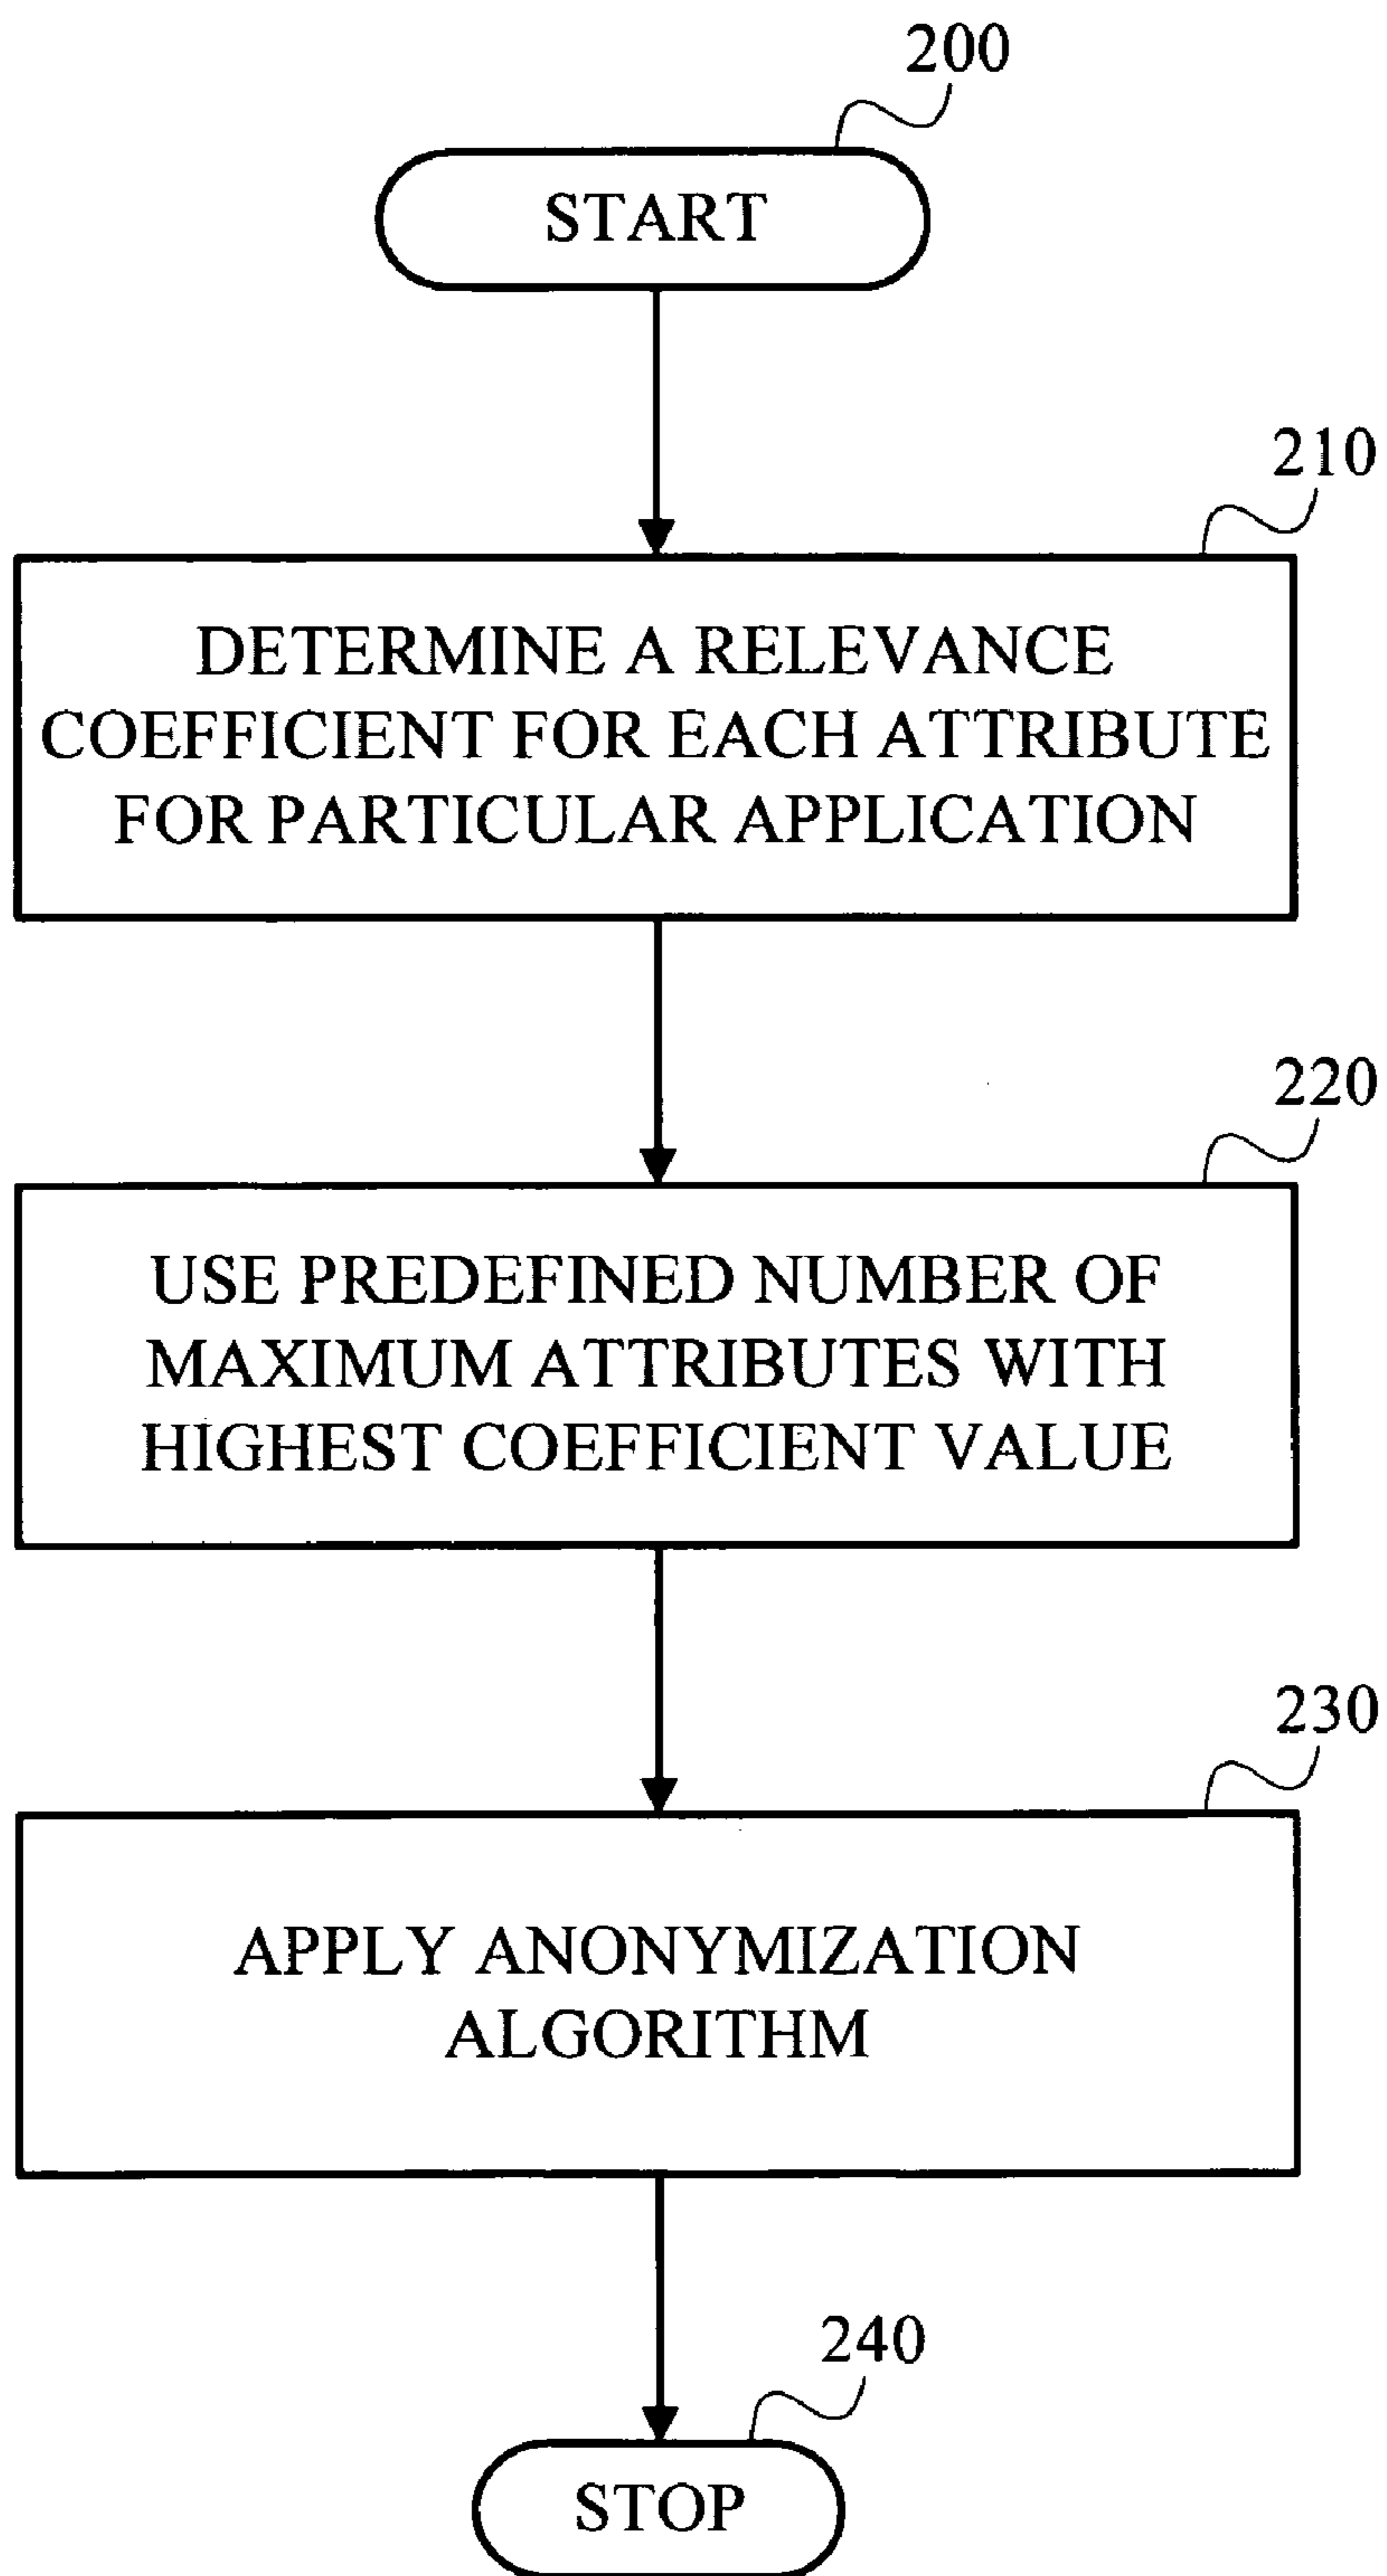 200
START
210
DETERMINE A RELEVANCE
COEFFICIENT FOR EACH ATTRIBUTE
FOR PARTICULAR APPLICATION
220
USE PREDEFINED NUMBER OF
MAXIMUM ATTRIBUTES WITH
HIGHEST COEFFICIENT VALUE
230
APPLY ANONYMIZATION
ALGORITHM
240
STOP